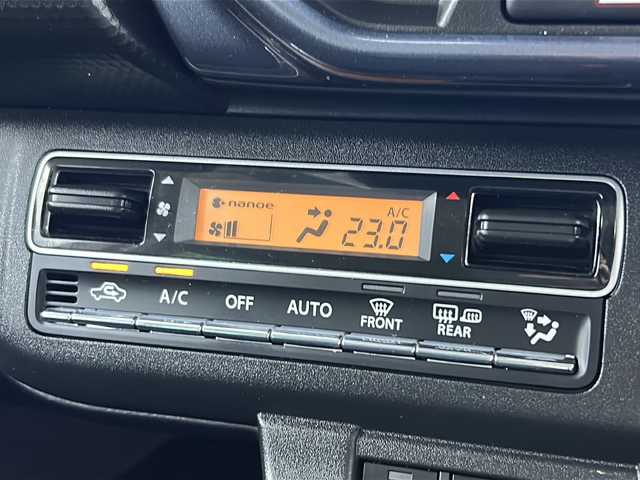 nanoe
A/C
23.0
A/C
OFF
AUTO
FRONT
REAR